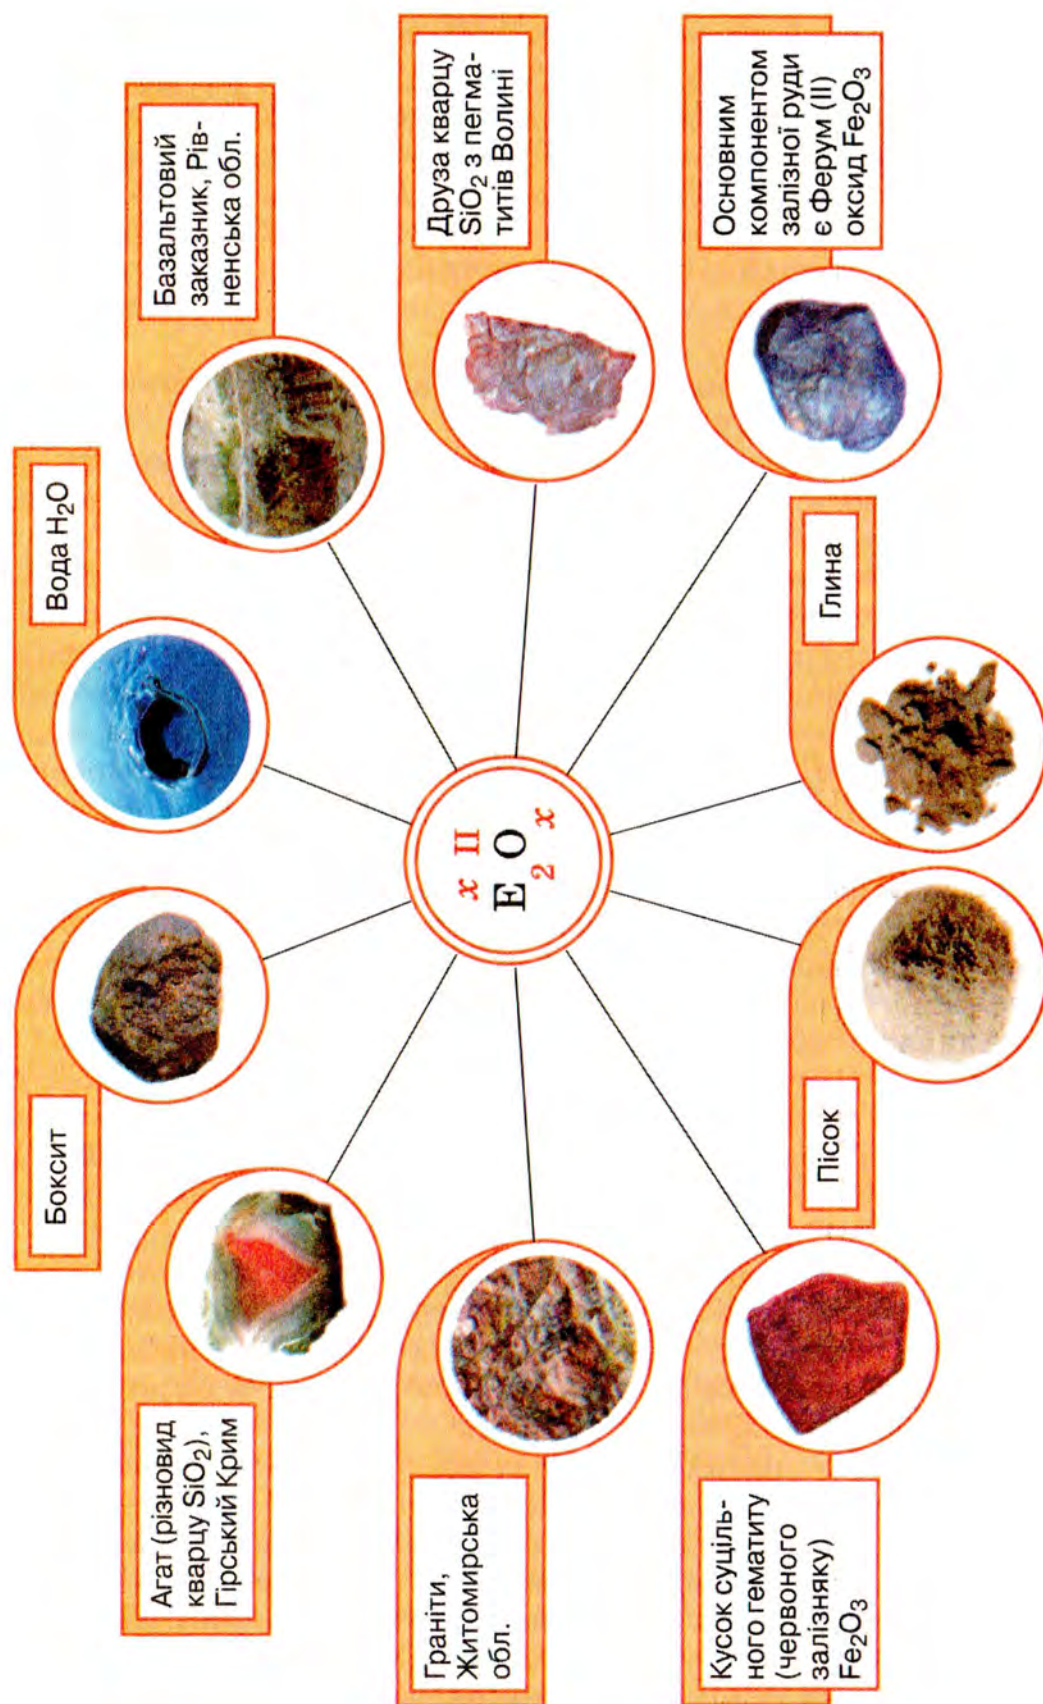 Боксит
Вода H₂O
Агат (різновид
кварцу SiO₂),
Гірський Крим
Базальтовий
заказник, Рів-
ненська обл.
Граніти,
Житомирська
обл.
x II
E₂Oₓ
Друза кварцу
SiO₂ з пегма-
титів Волині
Кусок суціль-
ного гематиту
(червоного
залізняку)
Fe₂O₃
Пісок
Глина
Основним
компонентом
залізної руди
є Ферум (II)
оксид Fe₂O₃